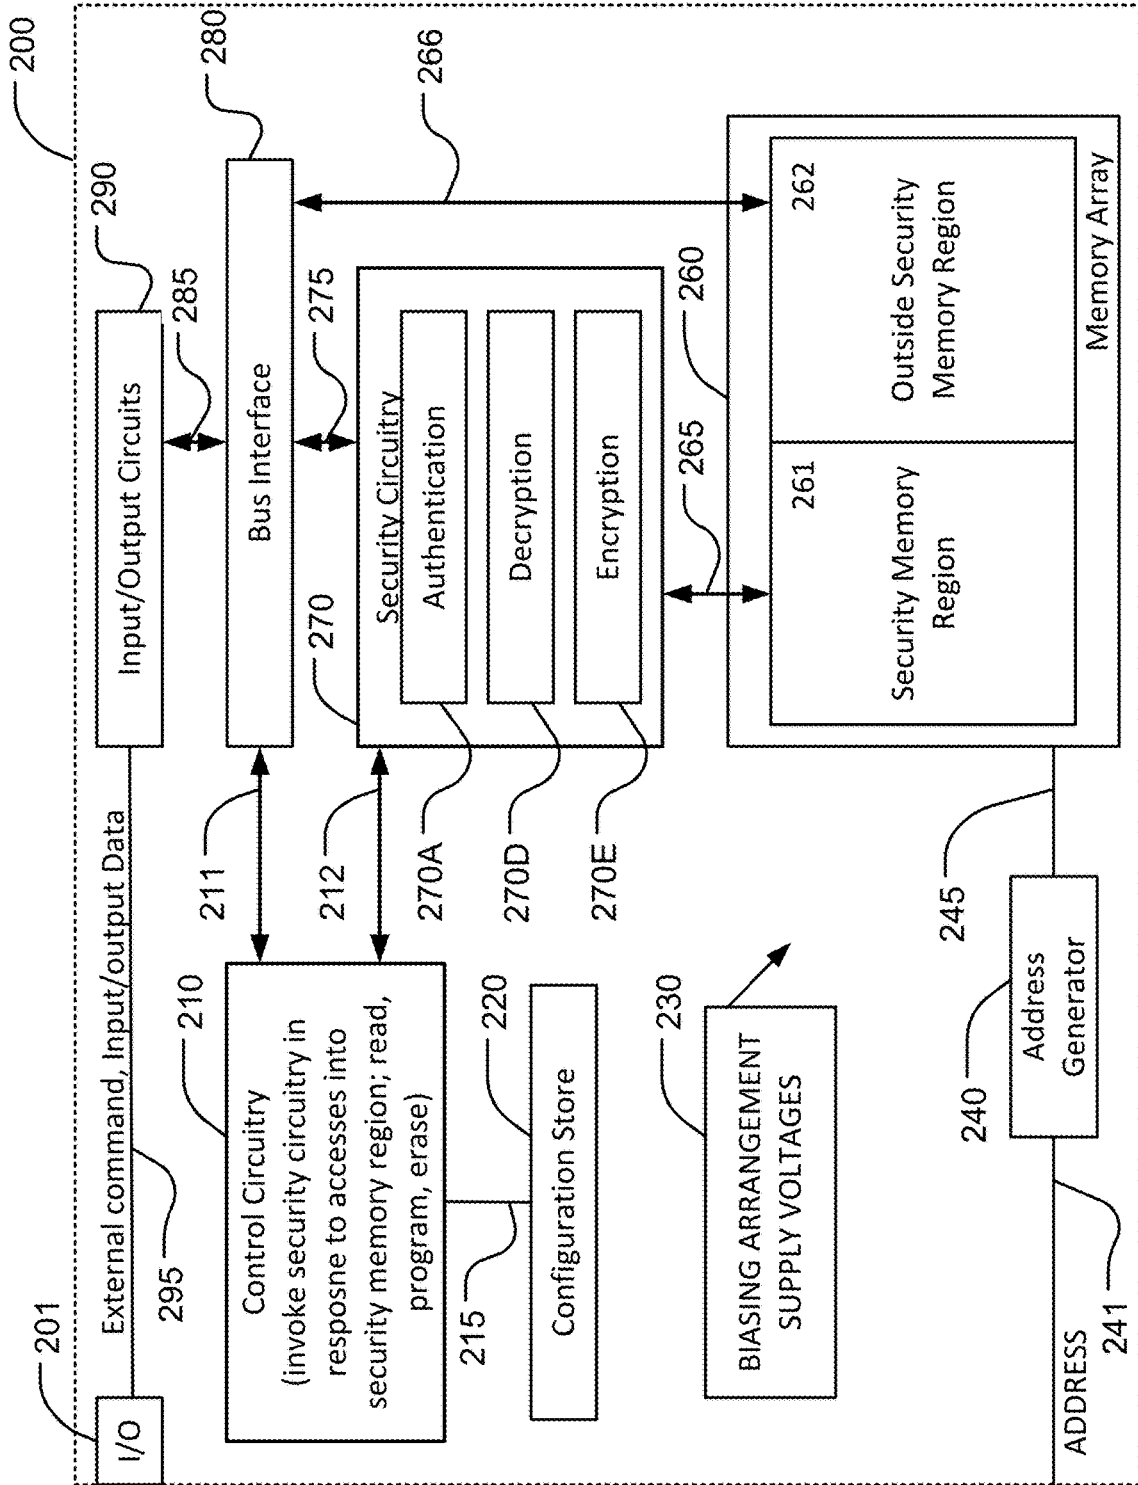 200
201
I/O
External command, Input/output Data
295
290
Input/Output Circuits
285
280
Bus Interface
211
275
266
210
Control Circuitry
(invoke security circuitry in
resposne to accesses into
security memory region; read,
program, erase)
212
270
Security Circuitry
Authentication
Decryption
Encryption
270A
270D
270E
215
220
Configuration Store
265
260
230
BIASING ARRANGEMENT
SUPPLY VOLTAGES
261
Security Memory
Region
262
Outside Security
Memory Region
Memory Array
245
240
Address
Generator
ADDRESS
241